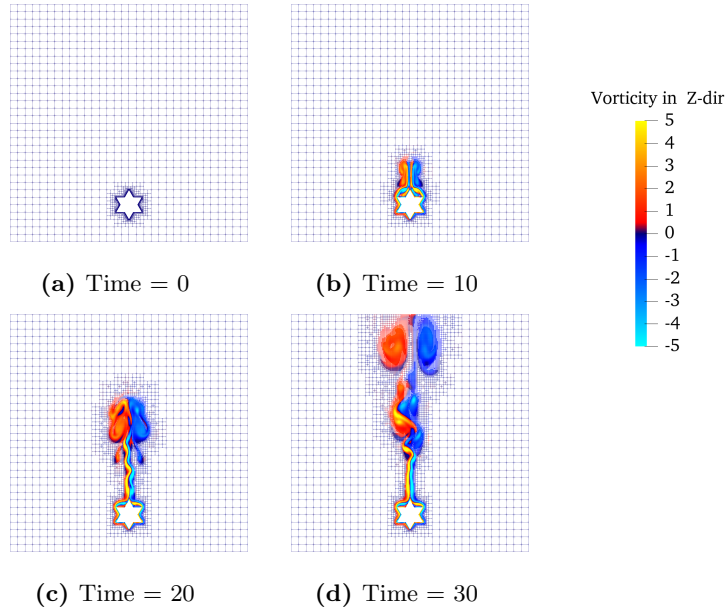 Vorticity in Z-dir
5
4
3
2
1
0
-1
-2
-3
-4
-5
(a) Time = 0
(b) Time = 10
(c) Time = 20
(d) Time = 30